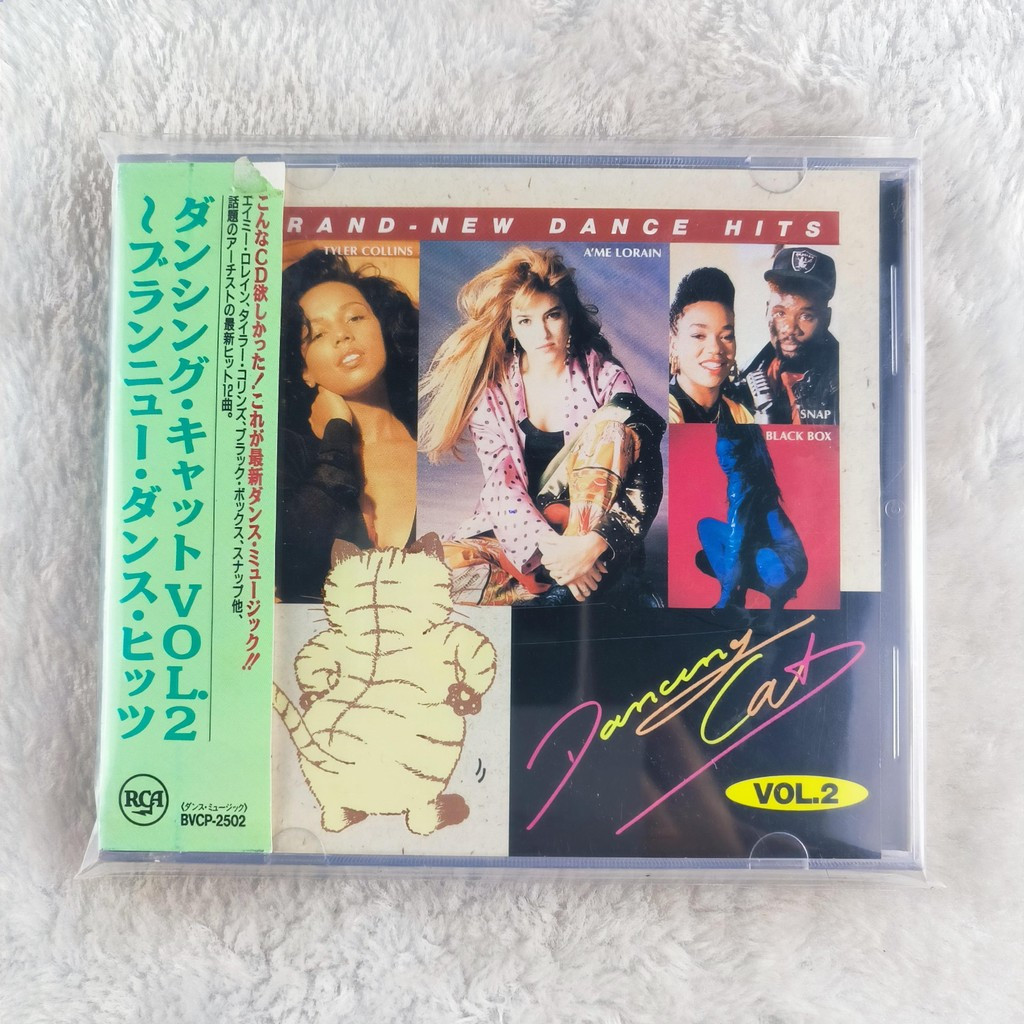 ダンシング・キャットVOL.2
〜ブランニュー・ダンス・ヒッツ
こんなCD欲しかった!これが最新ダンス・ミュージック!!
エイミー・ロレイン、タイラー・コリンズ、ブラック・ボックス、スナップ他、
話題のアーチストの最新ヒット12曲。
RCA
(ダンス・ミュージック)
BVCP-2502
RAND-NEW DANCE HITS
TYLER COLLINS
A'ME LORAIN
SNAP
BLACK BOX
Dancing
Cat
VOL.2